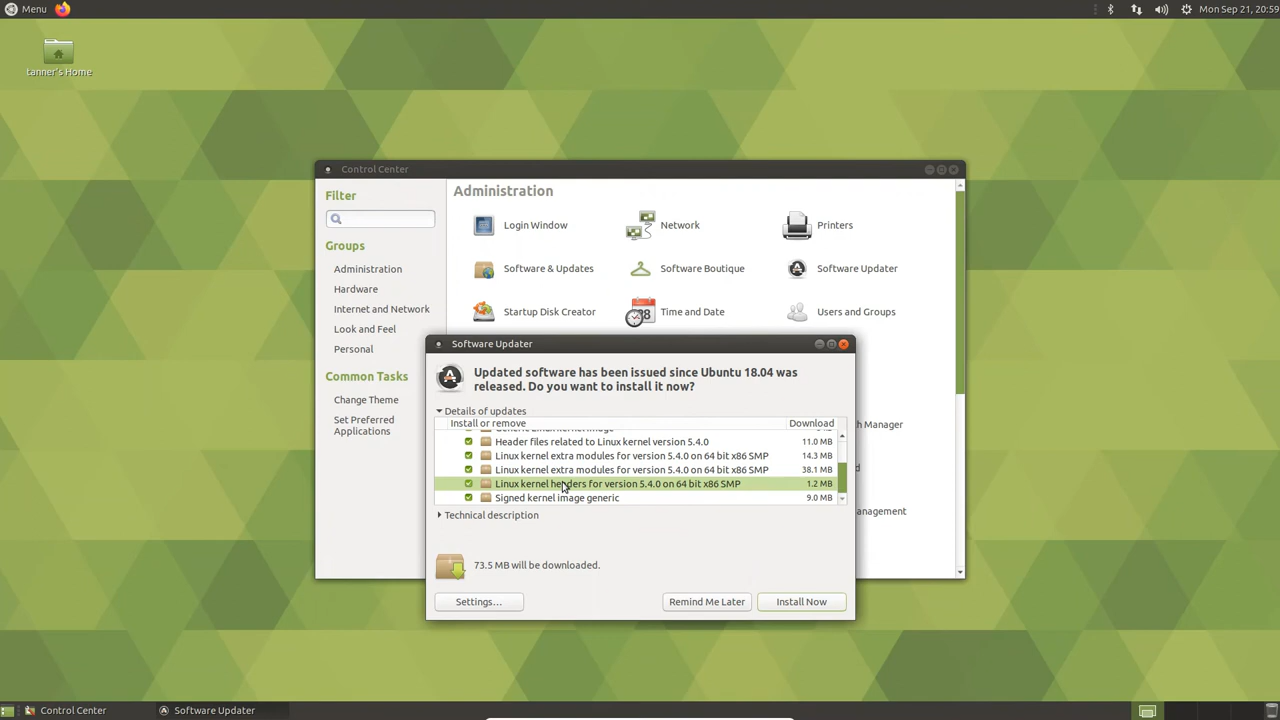 Menu
Mon Sep 21, 20:59
tanner's Home
Control Center
Filter
Groups
Administration
Hardware
Internet and Network
Look and Feel
Personal
Common Tasks
Change Theme
Set Preferred
Applications
Administration
Login Window
Network
Printers
Software & Updates
Software Boutique
Software Updater
Startup Disk Creator
Time and Date
Users and Groups
Software Updater
Updated software has been issued since Ubuntu 18.04 was
released. Do you want to install it now?
Details of updates
Install or remove
Download
Header files related to Linux kernel version 5.4.0
11.0 MB
Linux kernel extra modules for version 5.4.0 on 64 bit x86 SMP
14.3 MB
Linux kernel extra modules for version 5.4.0 on 64 bit x86 SMP
38.1 MB
Linux kernel headers for version 5.4.0 on 64 bit x86 SMP
1.2 MB
Signed kernel image generic
9.0 MB
Technical description
73.5 MB will be downloaded.
Settings...
Remind Me Later
Install Now
Manager
Control Center
Software Updater